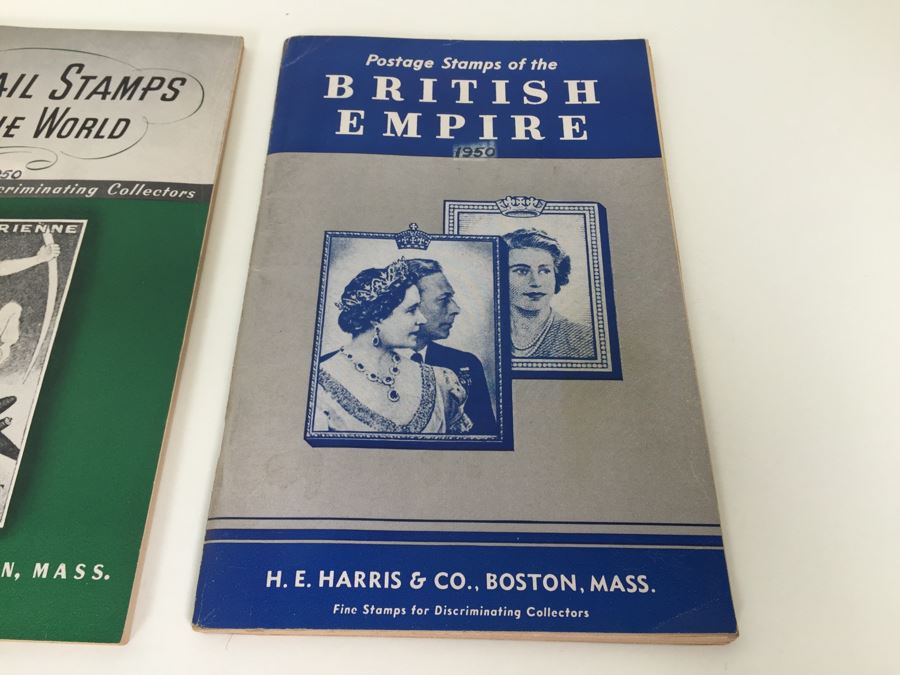 AIL STAMPS
HE WORLD
950
criminating Collectors
RIENNE
N, MASS.
Postage Stamps of the
BRITISH
EMPIRE
1950
H. E. HARRIS & CO., BOSTON, MASS.
Fine Stamps for Discriminating Collectors